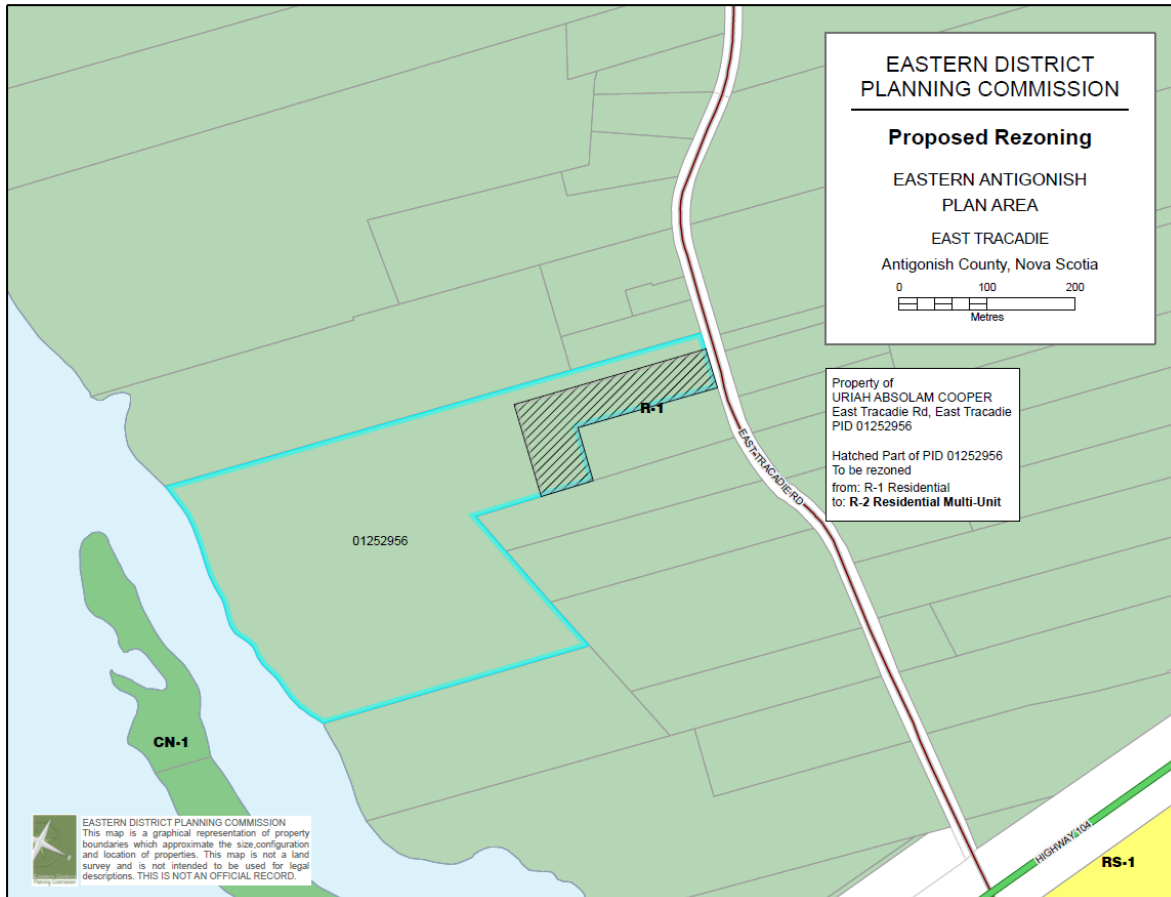 EASTERN DISTRICT
PLANNING COMMISSION
Proposed Rezoning
EASTERN ANTIGONISH
PLAN AREA
EAST TRACADIE
Antigonish County, Nova Scotia
0 100 200
Metres
Property of
URIAH ABSOLAM COOPER
East Tracadie Rd, East Tracadie
PID 01252956
Hatched Part of PID 01252956
To be rezoned
from: R-1 Residential
to: R-2 Residential Multi-Unit
R-1
EAST TRACADIE RD
01252956
CN-1
HIGHWAY 104
RS-1
EASTERN DISTRICT PLANNING COMMISSION
This map is a graphical representation of property
boundaries which approximate the size,configuration
and location of properties. This map is not a land
survey and is not intended to be used for legal
descriptions. THIS IS NOT AN OFFICIAL RECORD.
Eastern District
Planning Commission